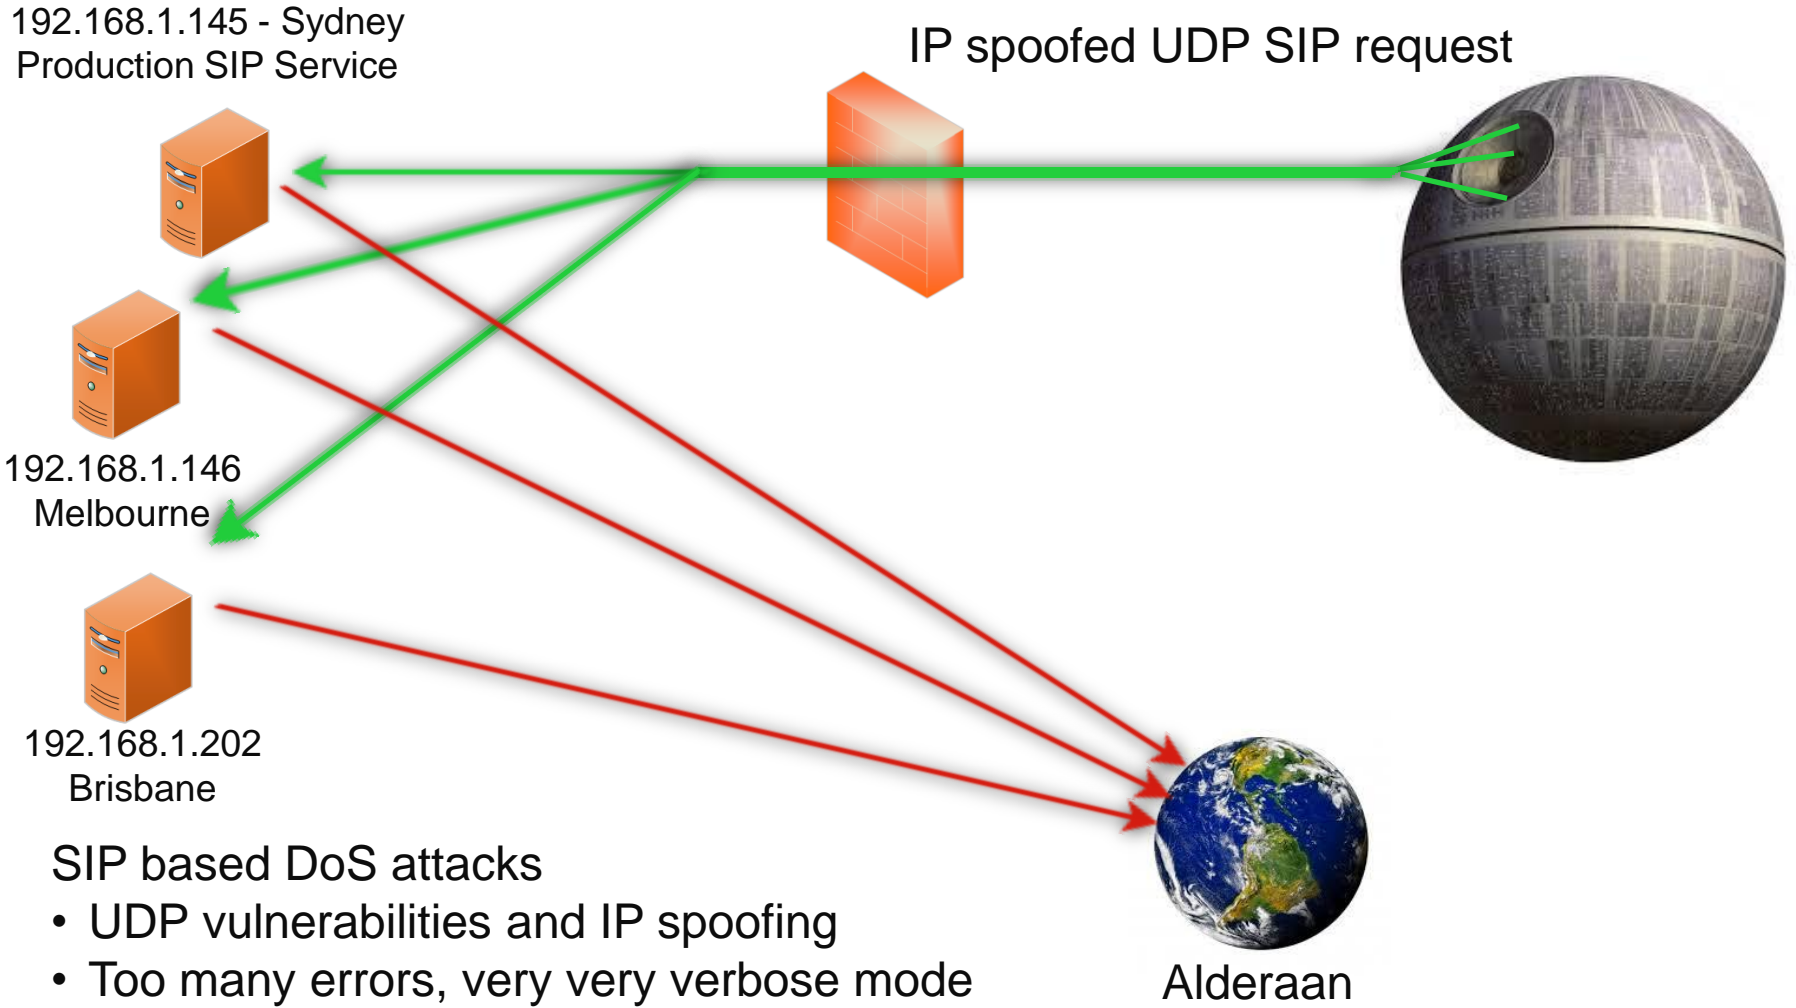 192.168.1.145 - Sydney
Production SIP Service
IP spoofed UDP SIP request
192.168.1.146
Melbourne
192.168.1.202
Brisbane
SIP based DoS attacks
• UDP vulnerabilities and IP spoofing
• Too many errors, very very verbose mode
Alderaan